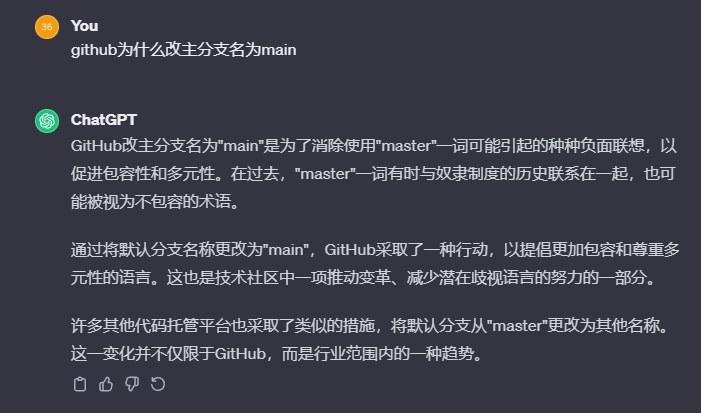 36
You
github为什么改主分支名为main
ChatGPT
GitHub改主分支名为"main"是为了消除使用"master"一词可能引起的种种负面联想，以
促进包容性和多元性。在过去，"master"一词有时与奴隶制度的历史联系在一起，也可
能被视为不包容的术语。
通过将默认分支名称更改为"main"，GitHub采取了一种行动，以提倡更加包容和尊重多
元性的语言。这也是技术社区中一项推动变革、减少潜在歧视语言的努力的一部分。
许多其他代码托管平台也采取了类似的措施，将默认分支从"master"更改为其他名称。
这一变化并不仅限于GitHub，而是行业范围内的一种趋势。